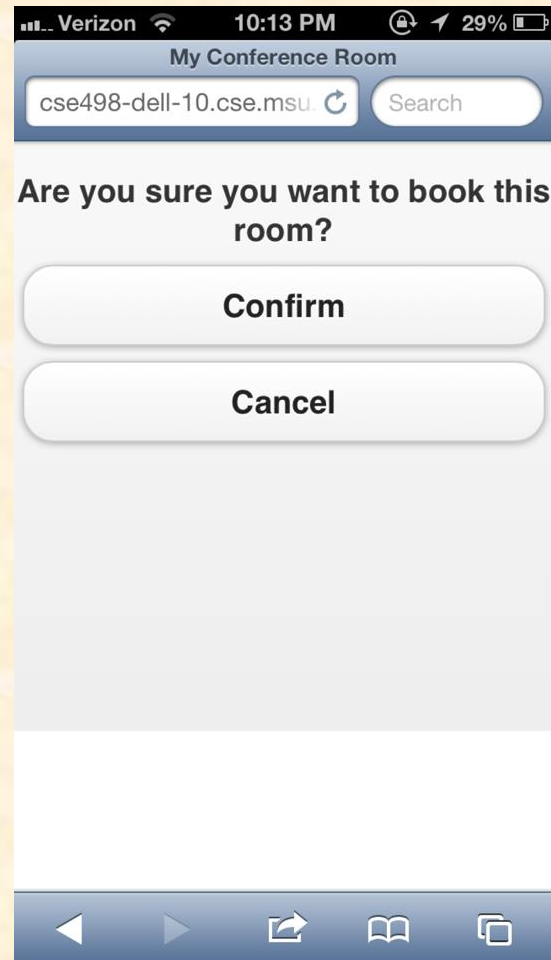 Verizon 10:13 PM 29%
My Conference Room
cse498-dell-10.cse.msu. Search
Are you sure you want to book this
room?
Confirm
Cancel